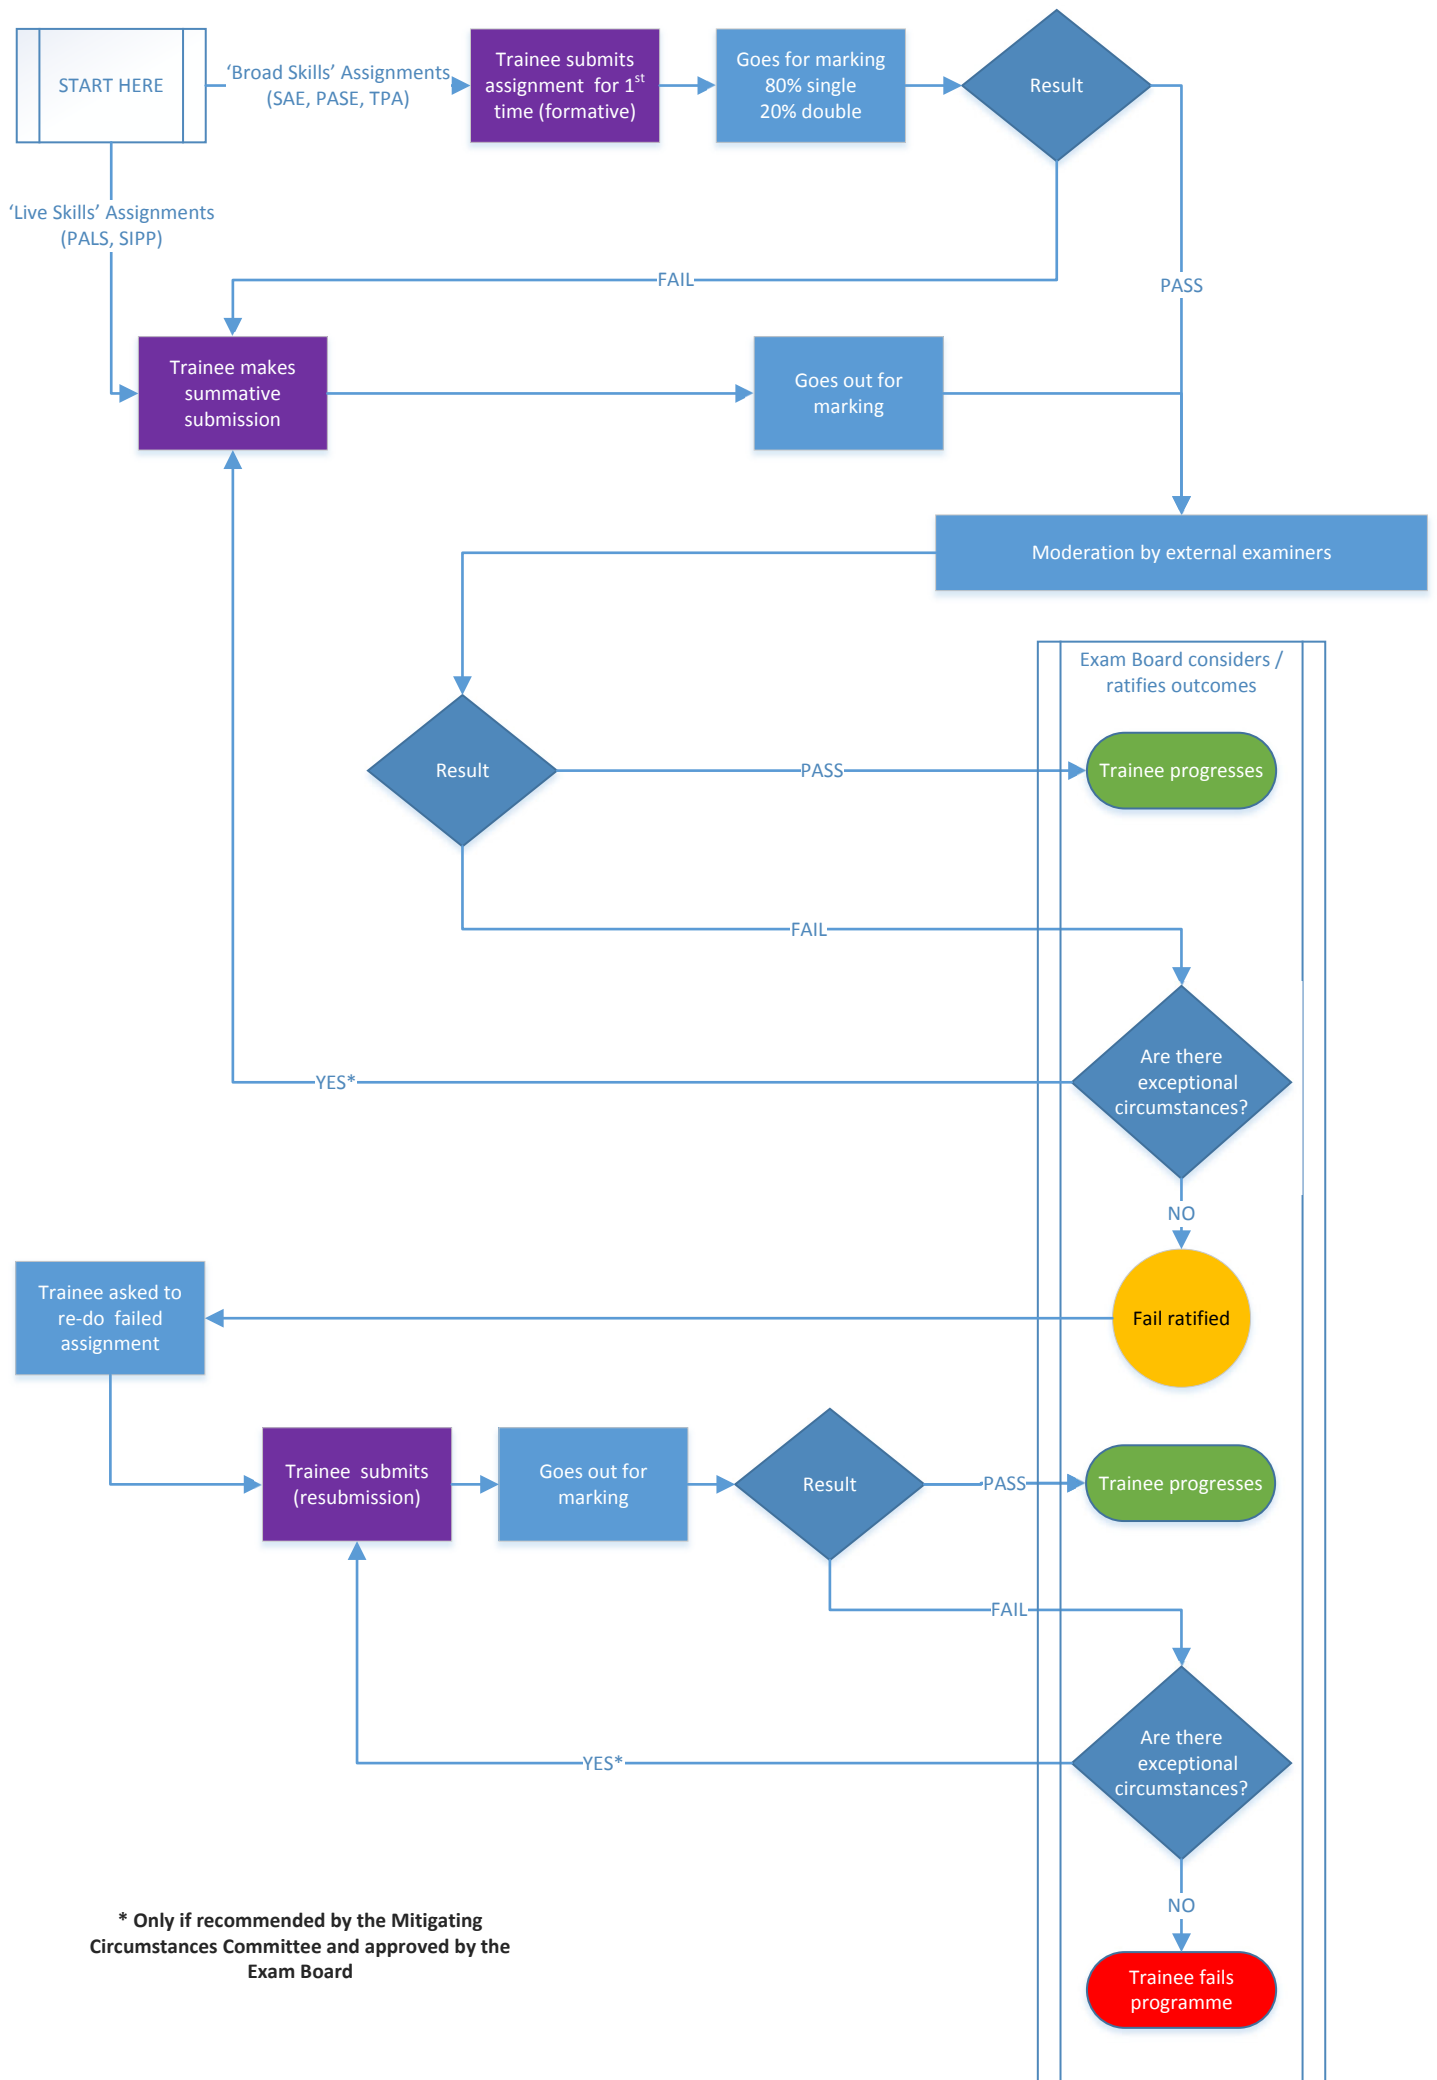 START HERE
‘Broad Skills’ Assignments
(SAE, PASE, TPA)
Trainee submits
assignment for 1st
time (formative)
Goes for marking
80% single
20% double
Result
‘Live Skills’ Assignments
(PALS, SIPP)
FAIL
PASS
Trainee makes
summative
submission
Goes out for
marking
Moderation by external examiners
Exam Board considers /
ratifies outcomes
Result
PASS
Trainee progresses
FAIL
Are there
exceptional
circumstances?
YES*
NO
Trainee asked to
re-do failed
assignment
Fail ratified
Trainee submits
(resubmission)
Goes out for
marking
Result
PASS
Trainee progresses
FAIL
Are there
exceptional
circumstances?
YES*
NO
* Only if recommended by the Mitigating
Circumstances Committee and approved by the
Exam Board
Trainee fails
programme